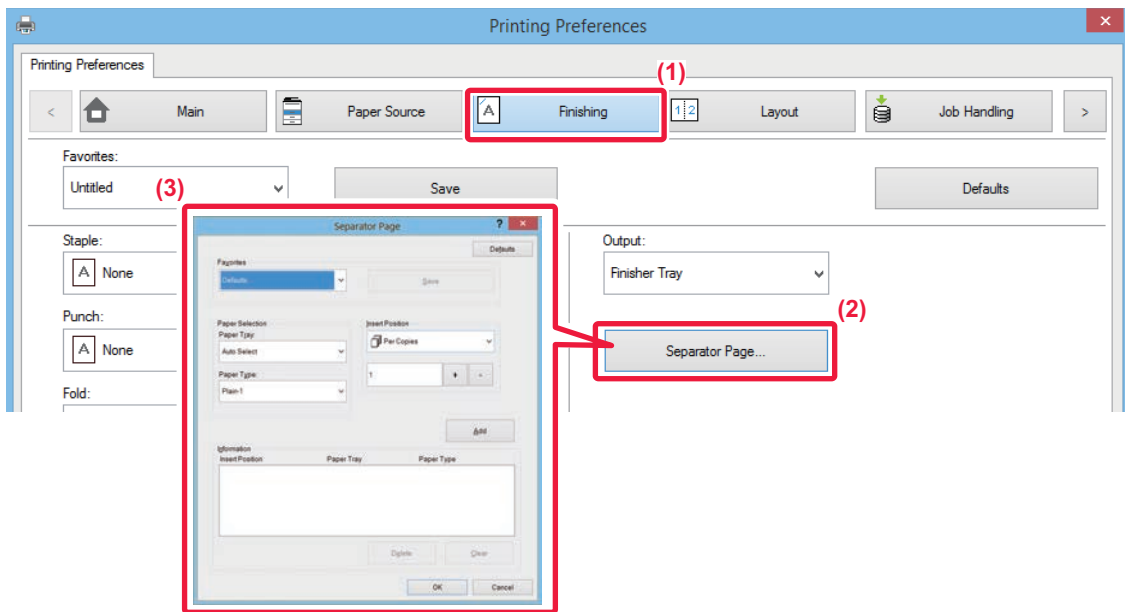 Printing Preferences
Printing Preferences
(1)
< Main Paper Source A Finishing 1 2 Layout Job Handling >
Favorites:
Untitled Save Defaults
(3)
Separator Page ?
Defaults
Favorites
Defaults Save
Paper Selection Insert Position
Paper Tray: Per Copies
Auto Select
Paper Type: 1 + -
Plain-1
Add
Information
Insert Position Paper Tray Paper Type
Delete Clear
OK Cancel
Staple: Output:
A None Finisher Tray
Punch: (2)
A None Separator Page...
Fold: